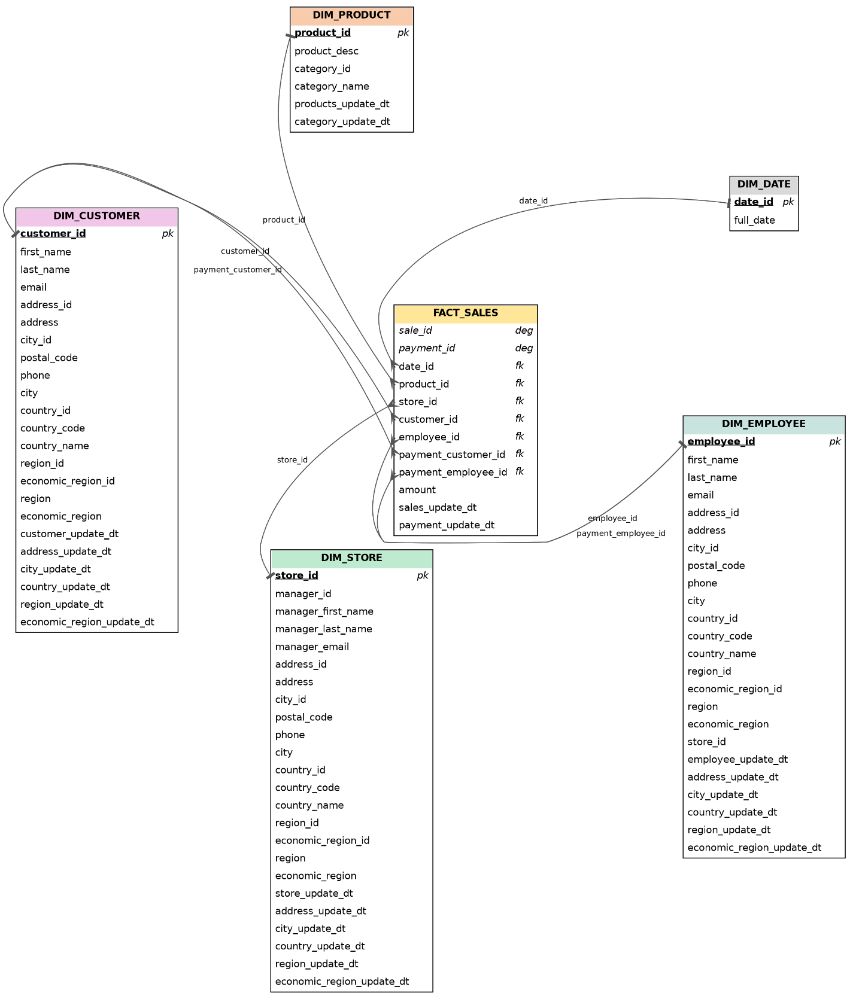 DIM_PRODUCT
product_id pk
product_desc
category_id
category_name
products_update_dt
category_update_dt
DIM_DATE
date_id pk
full_date
date_id
product_id
customer_id
payment_customer_id
DIM_CUSTOMER
customer_id pk
first_name
last_name
email
address_id
address
city_id
postal_code
phone
city
country_id
country_code
country_name
region_id
economic_region_id
region
economic_region
customer_update_dt
address_update_dt
city_update_dt
country_update_dt
region_update_dt
economic_region_update_dt
FACT_SALES
sale_id deg
payment_id deg
date_id fk
product_id fk
store_id fk
customer_id fk
employee_id fk
payment_customer_id fk
payment_employee_id fk
amount
sales_update_dt
payment_update_dt
store_id
employee_id
payment_employee_id
DIM_EMPLOYEE
employee_id pk
first_name
last_name
email
address_id
address
city_id
postal_code
phone
city
country_id
country_code
country_name
region_id
economic_region_id
region
economic_region
store_id
employee_update_dt
address_update_dt
city_update_dt
country_update_dt
region_update_dt
economic_region_update_dt
DIM_STORE
store_id pk
manager_id
manager_first_name
manager_last_name
manager_email
address_id
address
city_id
postal_code
phone
city
country_id
country_code
country_name
region_id
economic_region_id
region
economic_region
store_update_dt
address_update_dt
city_update_dt
country_update_dt
region_update_dt
economic_region_update_dt